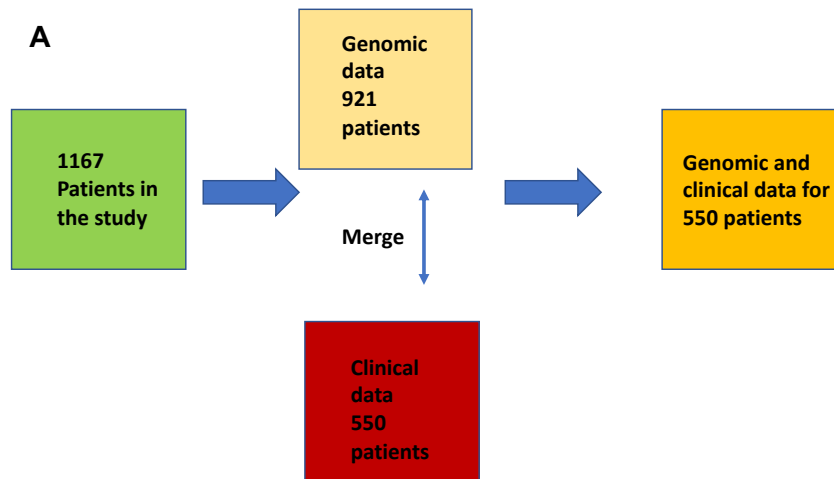 A
1167
Patients in
the study
Genomic
data
921
patients
Merge
Clinical
data
550
patients
Genomic and
clinical data for
550 patients